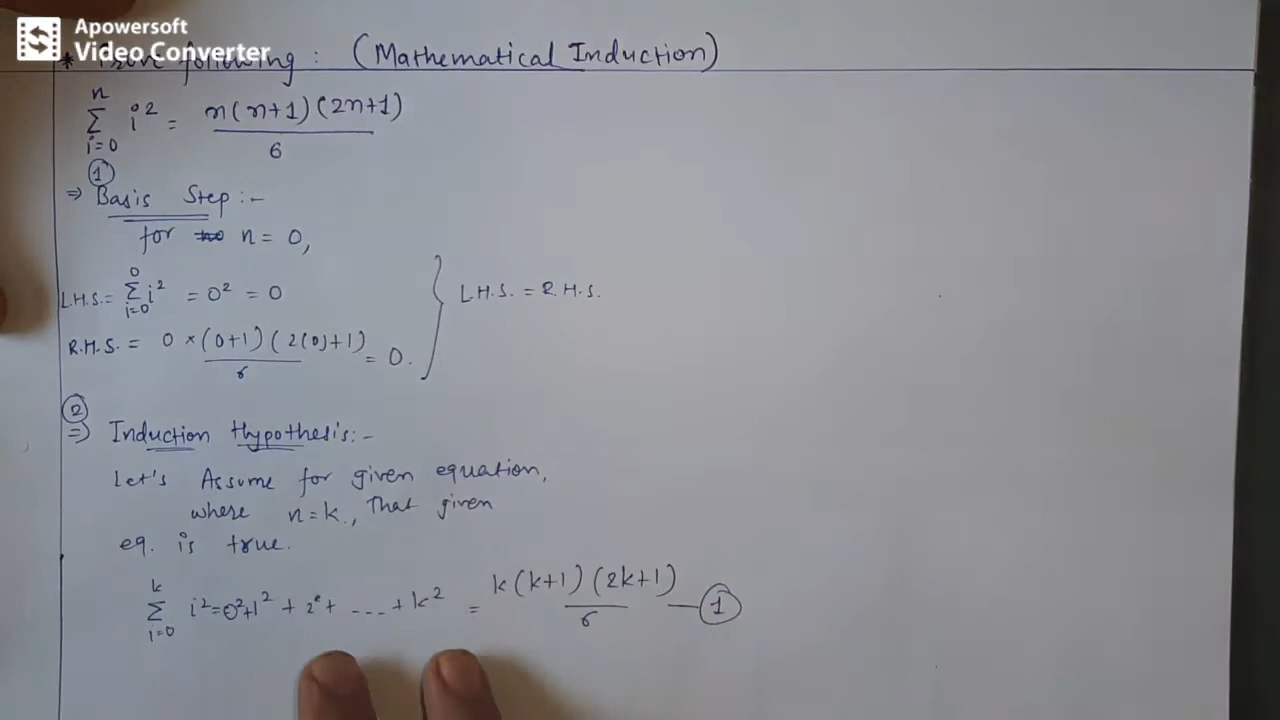 Apowersoft
Video Converter
* Prove following : (Mathematical Induction)
n
∑ i² = n(n+1)(2n+1)
i=0 6
①
⇒ Basis Step :-
for n = 0,
0
L.H.S. = ∑ i² = 0² = 0
i=0
R.H.S. = 0 × (0+1)(2(0)+1) = 0.
6
} L.H.S. = R.H.S.
②
⇒ Induction Hypothesis :-
Let's Assume for given equation,
where n=k, That given
eq. is true.
k
∑ i² = 0²+1² + 2² + --- + k² = k(k+1)(2k+1) — ①
i=0 6